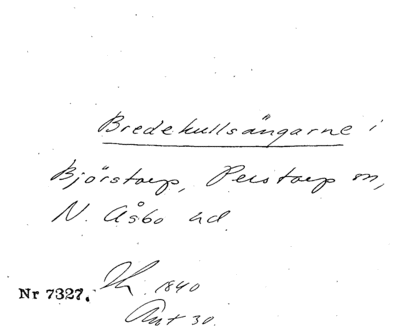 Bredekullsängarne i
Björstorp, Perstorp sn,
N. Åsbo hd.
Nr 7327. 1840
Ant 30.